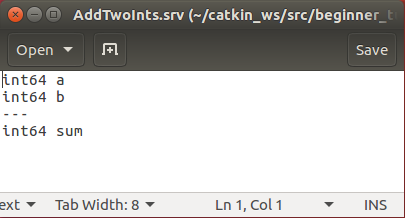 AddTwoInts.srv (~/catkin_ws/src/beginner_t
Open
Save
int64 a
int64 b
---
int64 sum
ext
Tab Width: 8
Ln 1, Col 1
INS